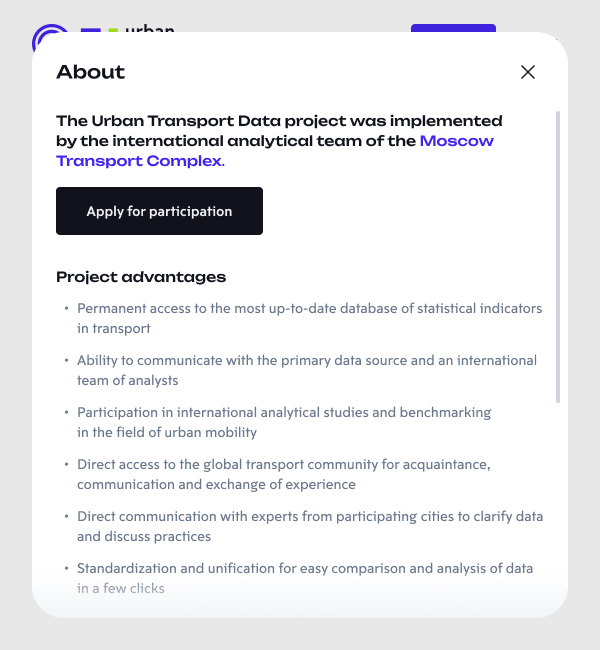 urban
About
The Urban Transport Data project was implemented
by the international analytical team of the Moscow
Transport Complex.
Apply for participation
Project advantages
• Permanent access to the most up-to-date database of statistical indicators
in transport
• Ability to communicate with the primary data source and an international
team of analysts
• Participation in international analytical studies and benchmarking
in the field of urban mobility
• Direct access to the global transport community for acquaintance,
communication and exchange of experience
• Direct communication with experts from participating cities to clarify data
and discuss practices
• Standardization and unification for easy comparison and analysis of data
in a few clicks